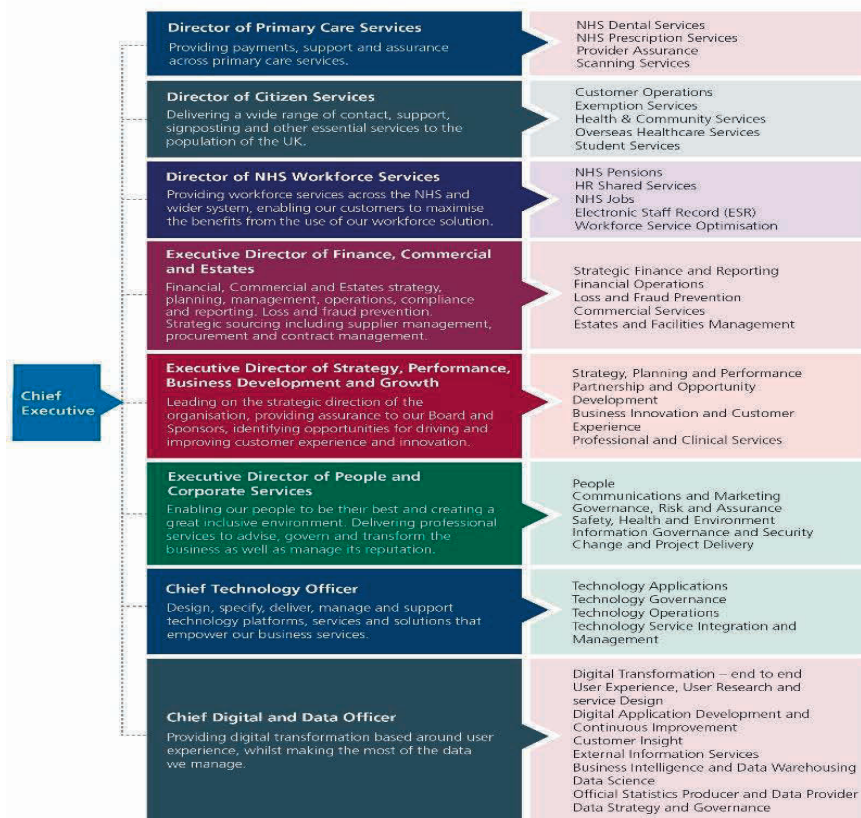 Chief
Executive
Director of Primary Care Services
Providing payments, support and assurance
across primary care services.
NHS Dental Services
NHS Prescription Services
Provider Assurance
Scanning Services
Director of Citizen Services
Delivering a wide range of contact, support,
signposting and other essential services to the
population of the UK.
Customer Operations
Exemption Services
Health & Community Services
Overseas Healthcare Services
Student Services
Director of NHS Workforce Services
Providing workforce services across the NHS and
wider system, enabling our customers to maximise
the benefits from the use of our workforce solution.
NHS Pensions
HR Shared Services
NHS Jobs
Electronic Staff Record (ESR)
Workforce Service Optimisation
Executive Director of Finance, Commercial
and Estates
Financial, Commercial and Estates strategy,
planning, management, operations, compliance
and reporting. Loss and fraud prevention.
Strategic sourcing including supplier management,
procurement and contract management.
Strategic Finance and Reporting
Financial Operations
Loss and Fraud Prevention
Commercial Services
Estates and Facilities Management
Executive Director of Strategy, Performance,
Business Development and Growth
Leading on the strategic direction of the
organisation, providing assurance to our Board and
Sponsors, identifying opportunities for driving and
improving customer experience and innovation.
Strategy, Planning and Performance
Partnership and Opportunity
Development
Business Innovation and Customer
Experience
Professional and Clinical Services
Executive Director of People and
Corporate Services
Enabling our people to be their best and creating a
great inclusive environment. Delivering professional
services to advise, govern and transform the
business as well as manage its reputation.
People
Communications and Marketing
Governance, Risk and Assurance
Safety, Health and Environment
Information Governance and Security
Change and Project Delivery
Chief Technology Officer
Design, specify, deliver, manage and support
technology platforms, services and solutions that
empower our business services.
Technology Applications
Technology Governance
Technology Operations
Technology Service Integration and
Management
Chief Digital and Data Officer
Providing digital transformation based around user
experience, whilst making the most of the data
we manage.
Digital Transformation – end to end
User Experience, User Research and
service Design
Digital Application Development and
Continuous Improvement
Customer Insight
External Information Services
Business Intelligence and Data Warehousing
Data Science
Official Statistics Producer and Data Provider
Data Strategy and Governance